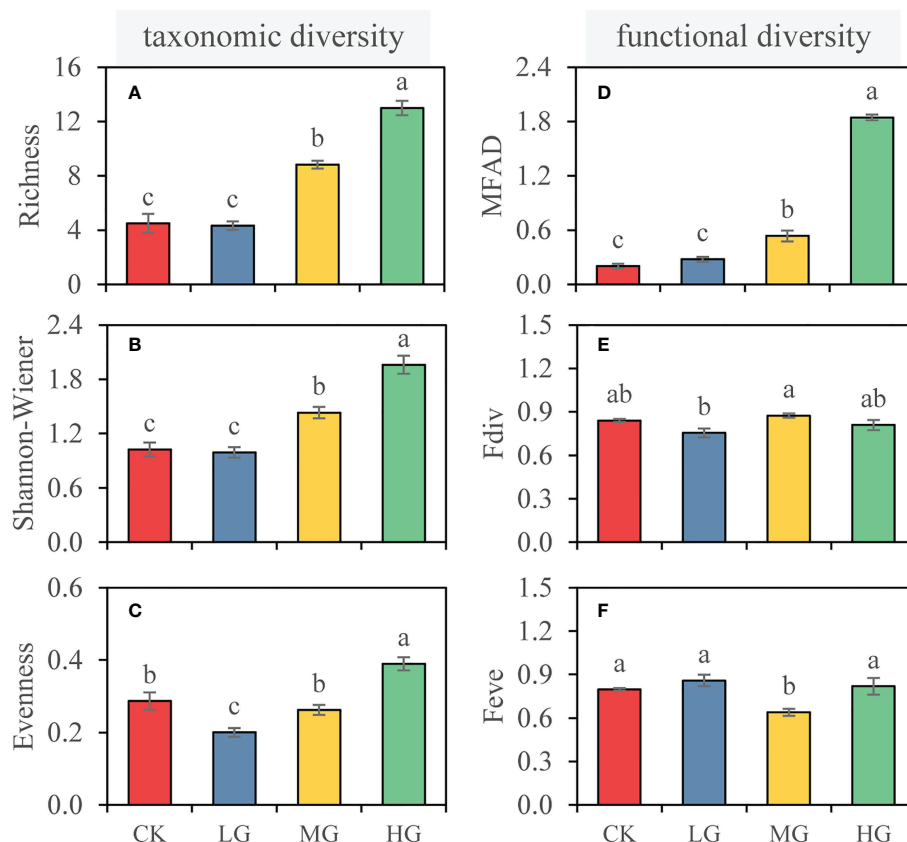 taxonomic diversity
functional diversity
A
Richness
16
12
8
4
0
c
c
b
a
D
MFAD
2.4
1.8
1.2
0.6
0.0
c
c
b
a
B
Shannon-Wiener
2.4
1.8
1.2
0.6
0.0
c
c
b
a
E
Fdiv
1.5
1.2
0.9
0.6
0.3
0.0
ab
b
a
ab
C
Evenness
0.6
0.4
0.2
0.0
b
c
b
a
CK LG MG HG
F
Feve
1.5
1.2
0.9
0.6
0.3
0.0
a
a
b
a
CK LG MG HG